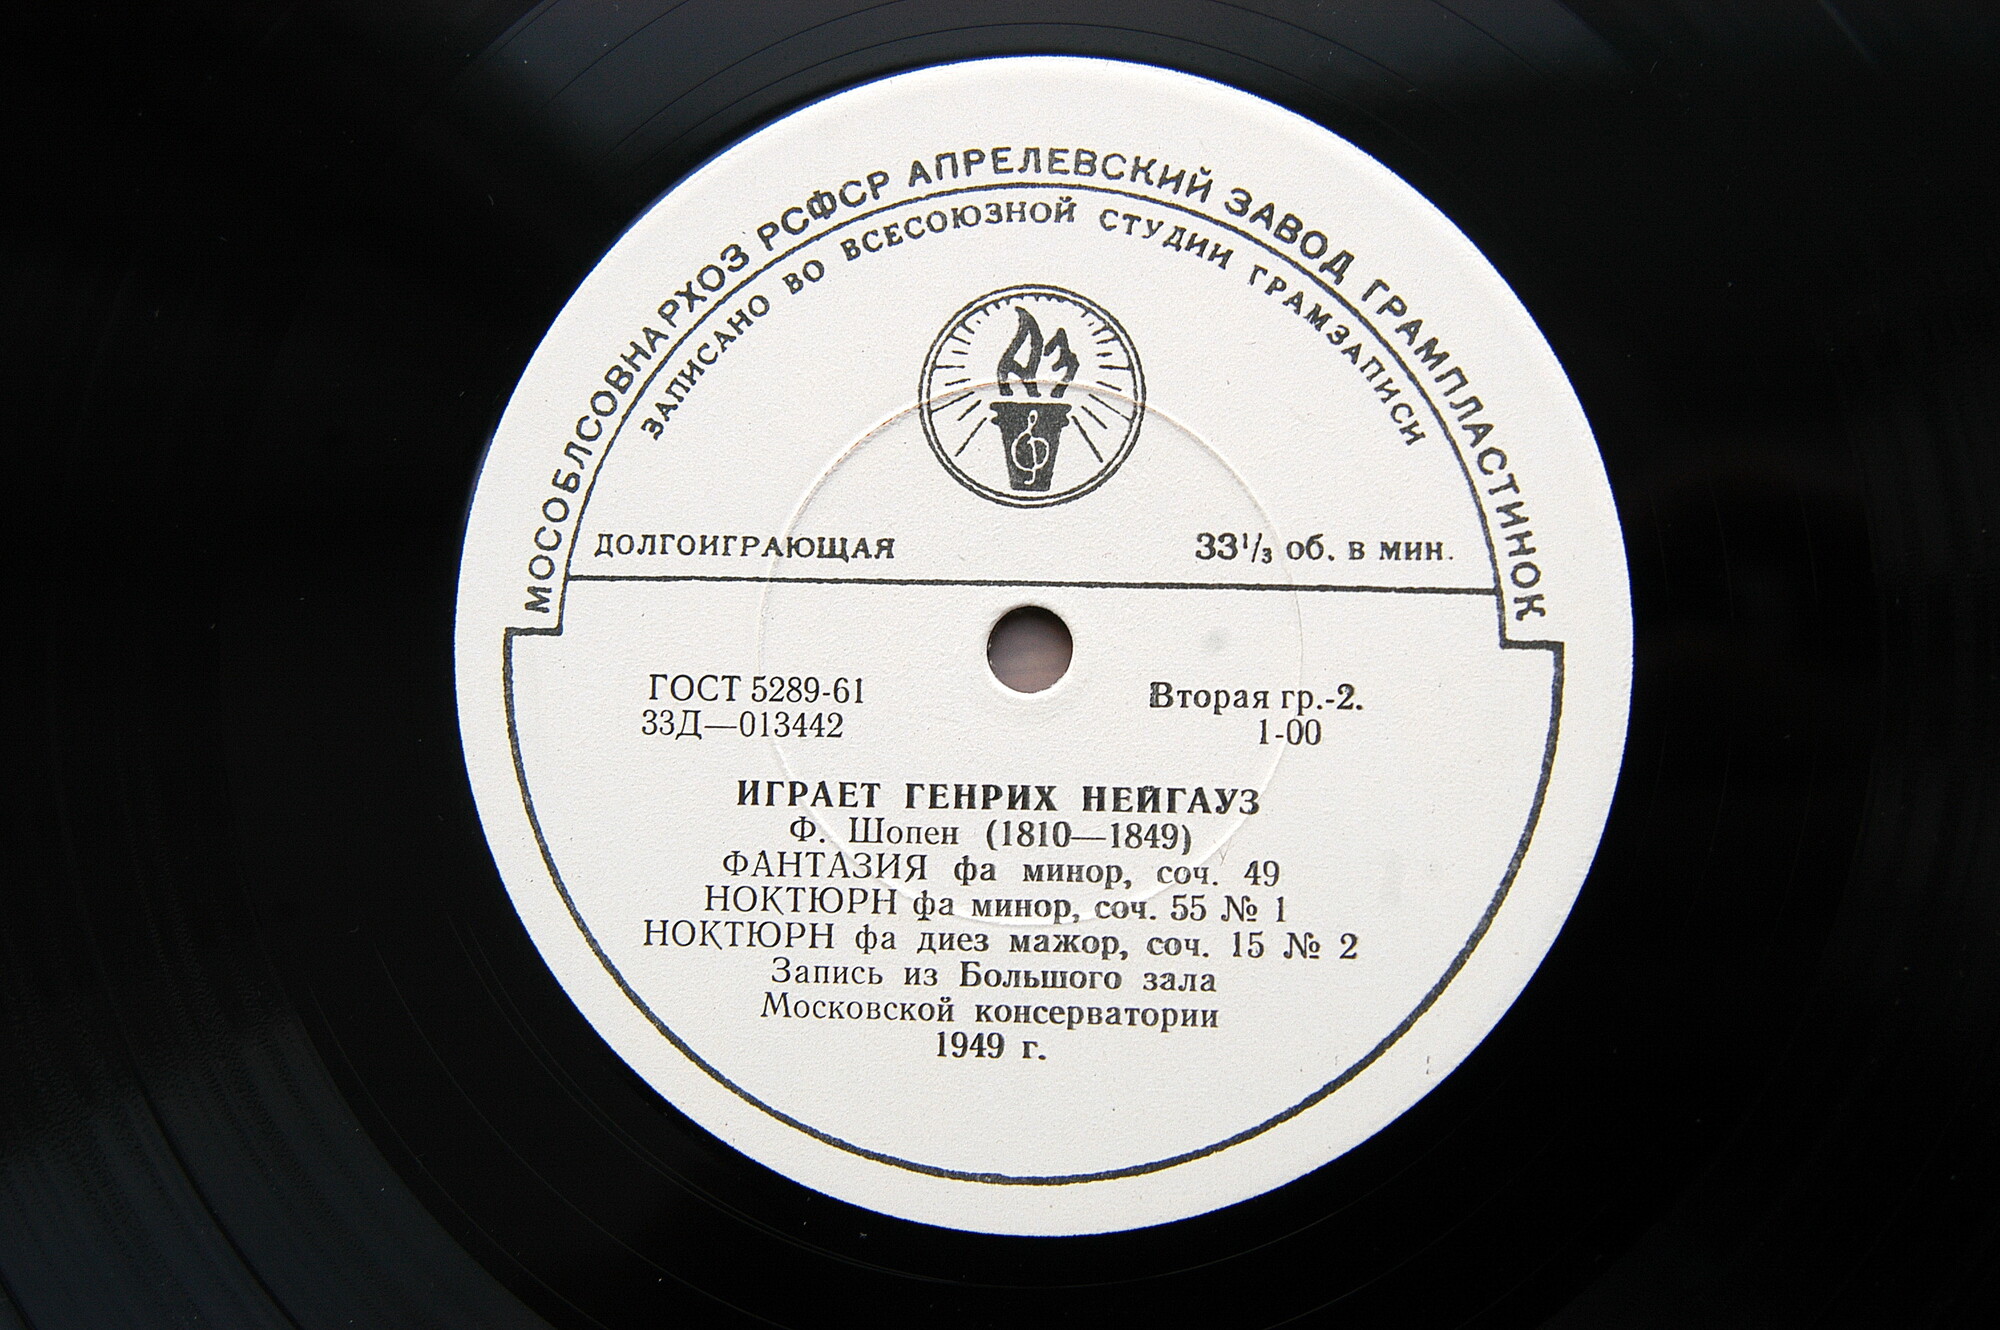 МОСОБЛСОВНАРХОЗ РСФСР АПРЕЛЕВСКИЙ ЗАВОД ГРАМПЛАСТИНОК
ЗАПИСАНО ВО ВСЕСОЮЗНОЙ СТУДИИ ГРАМЗАПИСИ
АЗ
ДОЛГОИГРАЮЩАЯ 33 1/3 об. в мин.
ГОСТ 5289-61 Вторая гр.-2.
33Д—013442 1-00
ИГРАЕТ ГЕНРИХ НЕЙГАУЗ
Ф. Шопен (1810—1849)
ФАНТАЗИЯ фа минор, соч. 49
НОКТЮРН фа минор, соч. 55 № 1
НОКТЮРН фа диез мажор, соч. 15 № 2
Запись из Большого зала
Московской консерватории
1949 г.